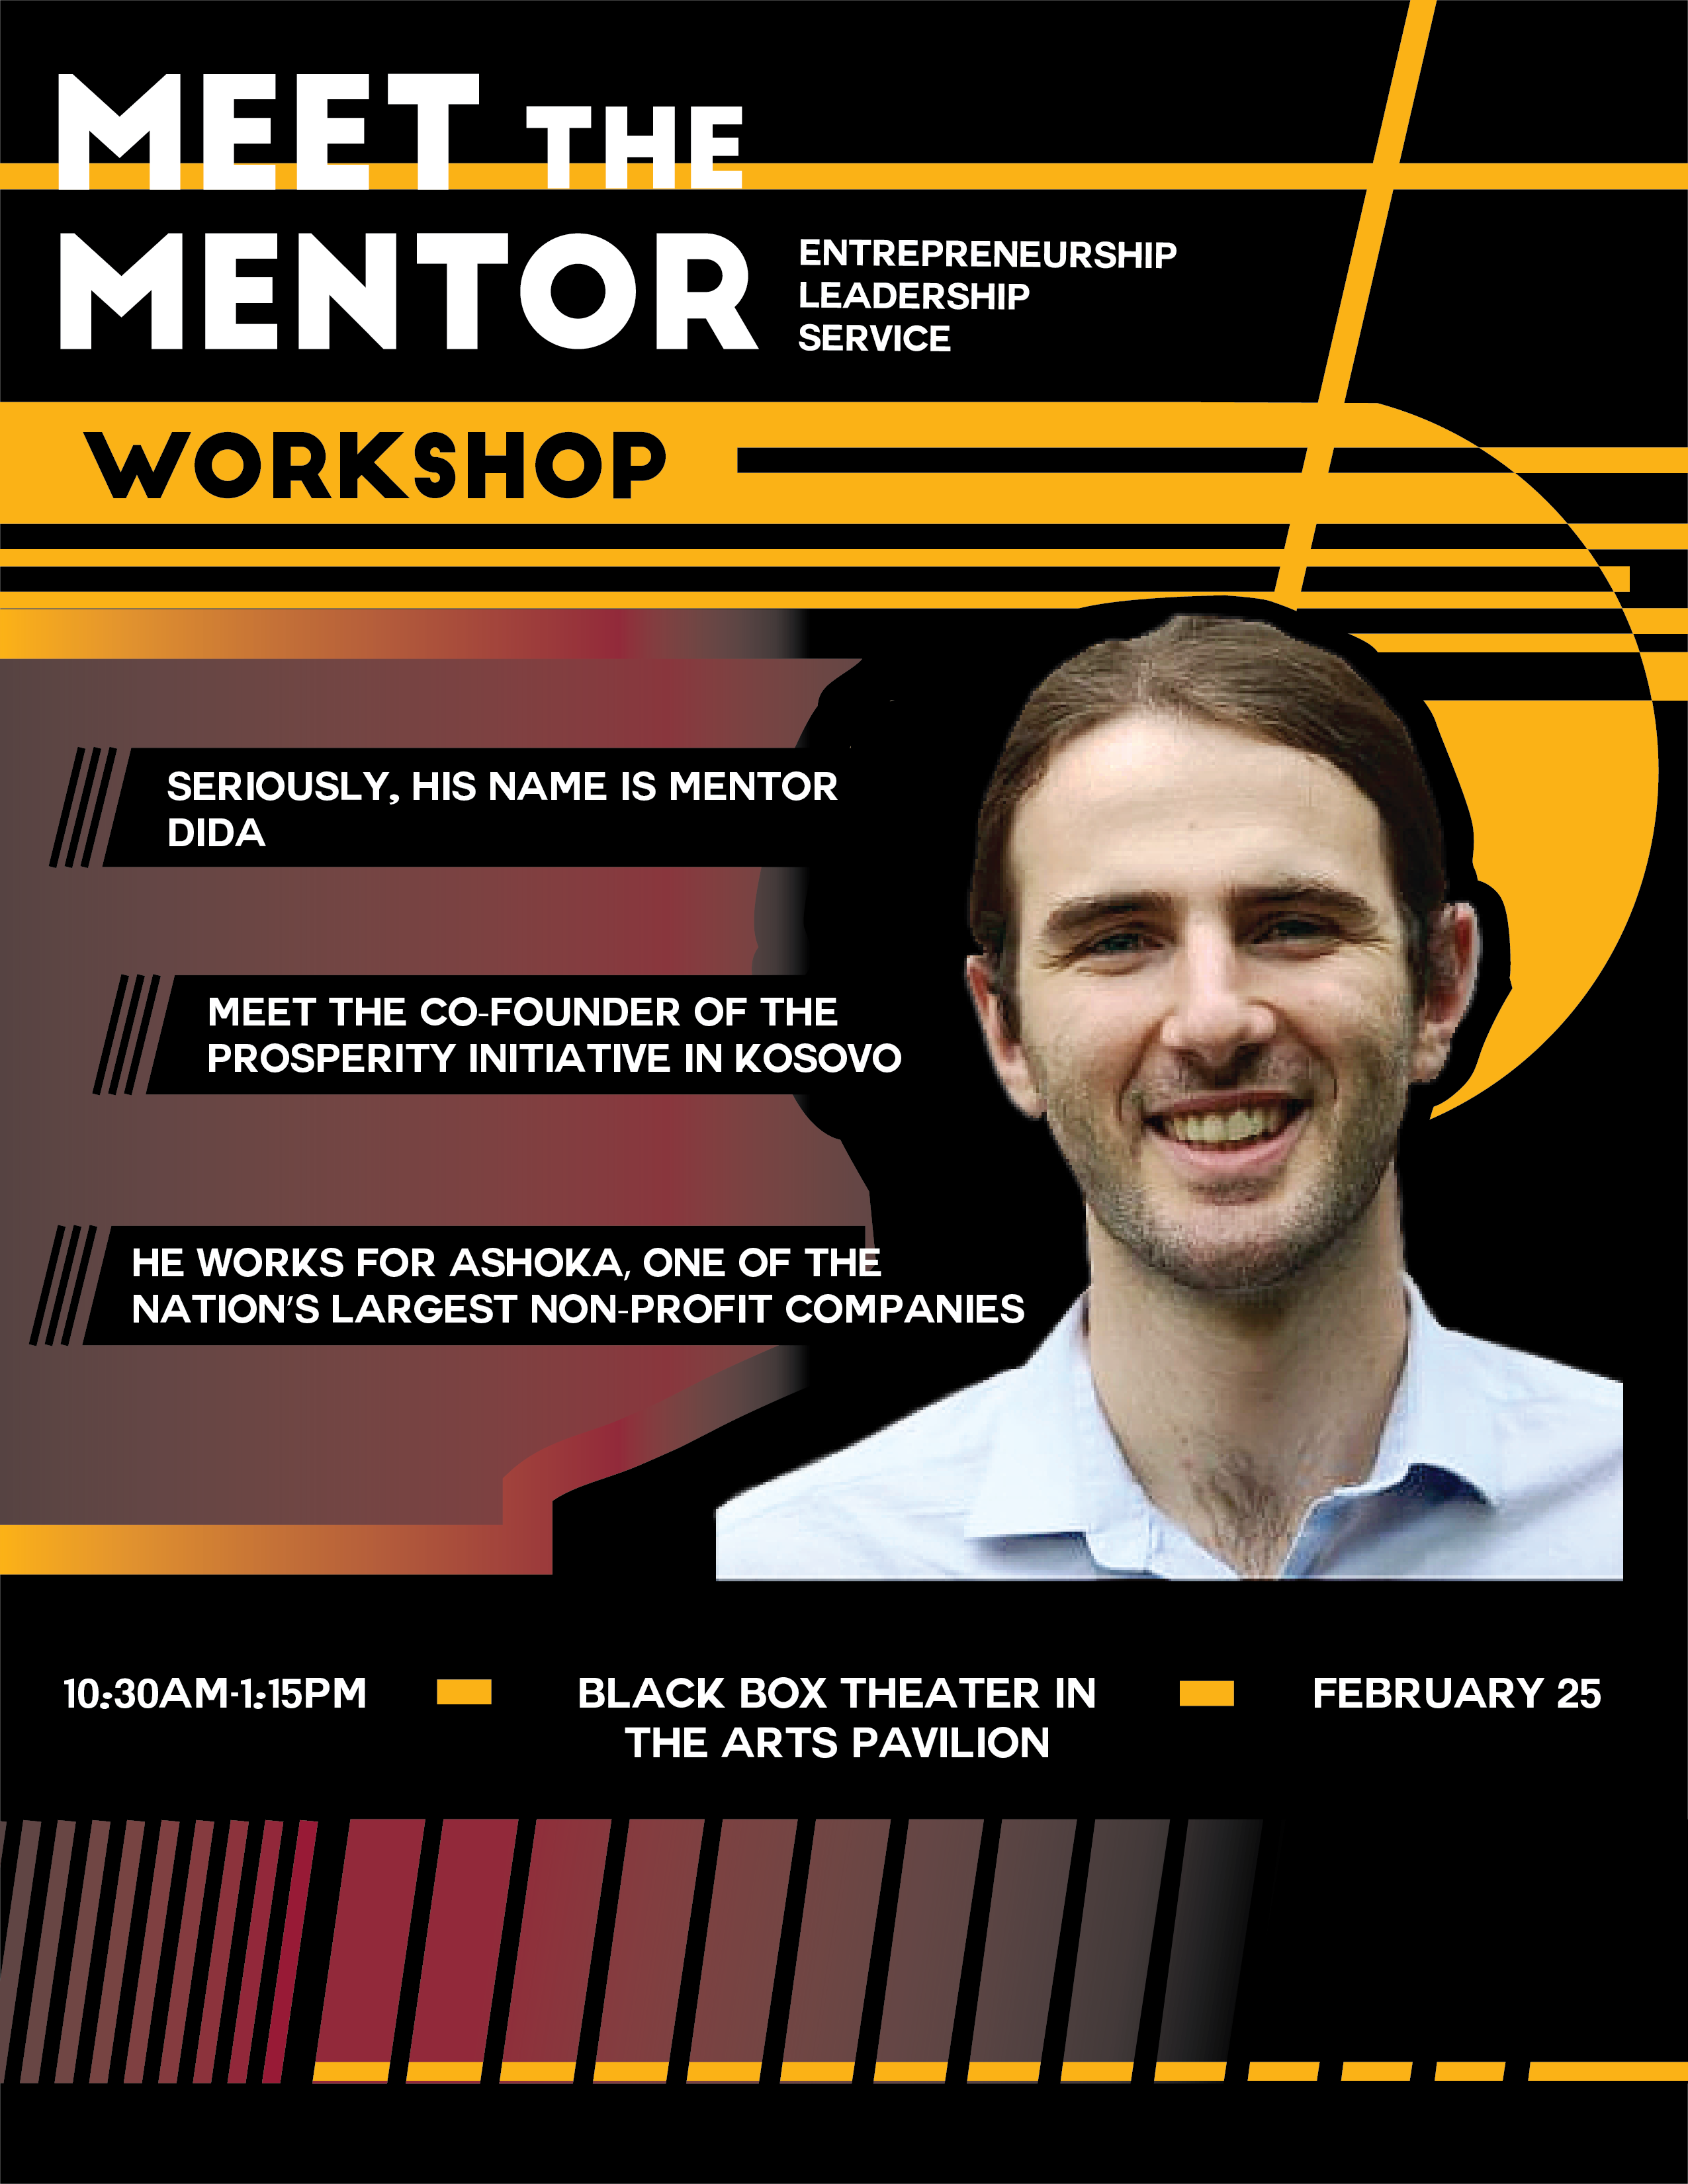 MEET THE
MENTOR
ENTREPRENEURSHIP
LEADERSHIP
SERVICE
WORKSHOP
SERIOUSLY, HIS NAME IS MENTOR
DIDA
MEET THE CO-FOUNDER OF THE
PROSPERITY INITIATIVE IN KOSOVO
HE WORKS FOR ASHOKA, ONE OF THE
NATION'S LARGEST NON-PROFIT COMPANIES
10:30AM-1:15PM
BLACK BOX THEATER IN
THE ARTS PAVILION
FEBRUARY 25